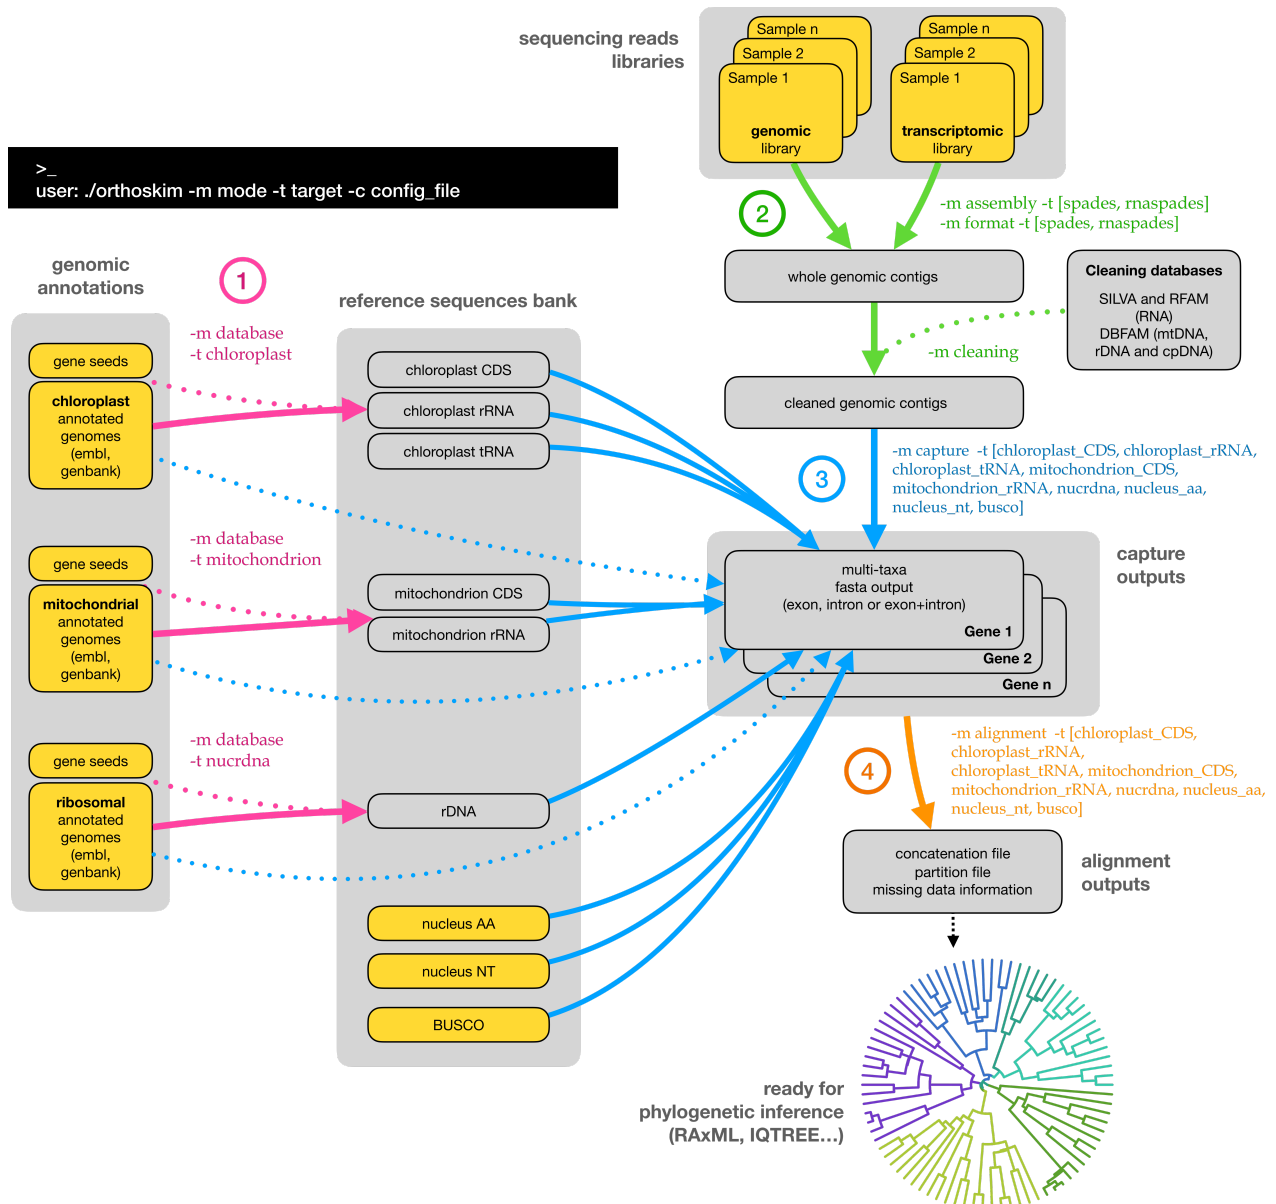 sequencing reads
libraries
Sample n
Sample 2
Sample 1
genomic
library
Sample n
Sample 2
Sample 1
transcriptomic
library
>_
user: ./orthoskim -m mode -t target -c config_file
2
-m assembly -t [spades, rnaspades]
-m format -t [spades, rnaspades]
whole genomic contigs
Cleaning databases
SILVA and RFAM
(RNA)
DBFAM (mtDNA,
rDNA and cpDNA)
-m cleaning
cleaned genomic contigs
genomic
annotations
1
-m database
-t chloroplast
reference sequences bank
gene seeds
chloroplast
annotated
genomes
(embl,
genbank)
chloroplast CDS
chloroplast rRNA
chloroplast tRNA
3
-m capture  -t [chloroplast_CDS, chloroplast_rRNA,
chloroplast_tRNA, mitochondrion_CDS,
mitochondrion_rRNA, nucrdna, nucleus_aa,
nucleus_nt, busco]
-m database
-t mitochondrion
gene seeds
mitochondrial
annotated
genomes
(embl,
genbank)
mitochondrion CDS
mitochondrion rRNA
capture
outputs
multi-taxa
fasta output
(exon, intron or exon+intron)
Gene 1
Gene 2
Gene n
-m database
-t nucrdna
gene seeds
ribosomal
annotated
genomes
(embl,
genbank)
rDNA
nucleus AA
nucleus NT
BUSCO
4
-m alignment  -t [chloroplast_CDS,
chloroplast_rRNA,
chloroplast_tRNA, mitochondrion_CDS,
mitochondrion_rRNA, nucrdna, nucleus_aa,
nucleus_nt, busco]
concatenation file
partition file
missing data information
alignment
outputs
ready for
phylogenetic inference
(RAxML, IQTREE…)